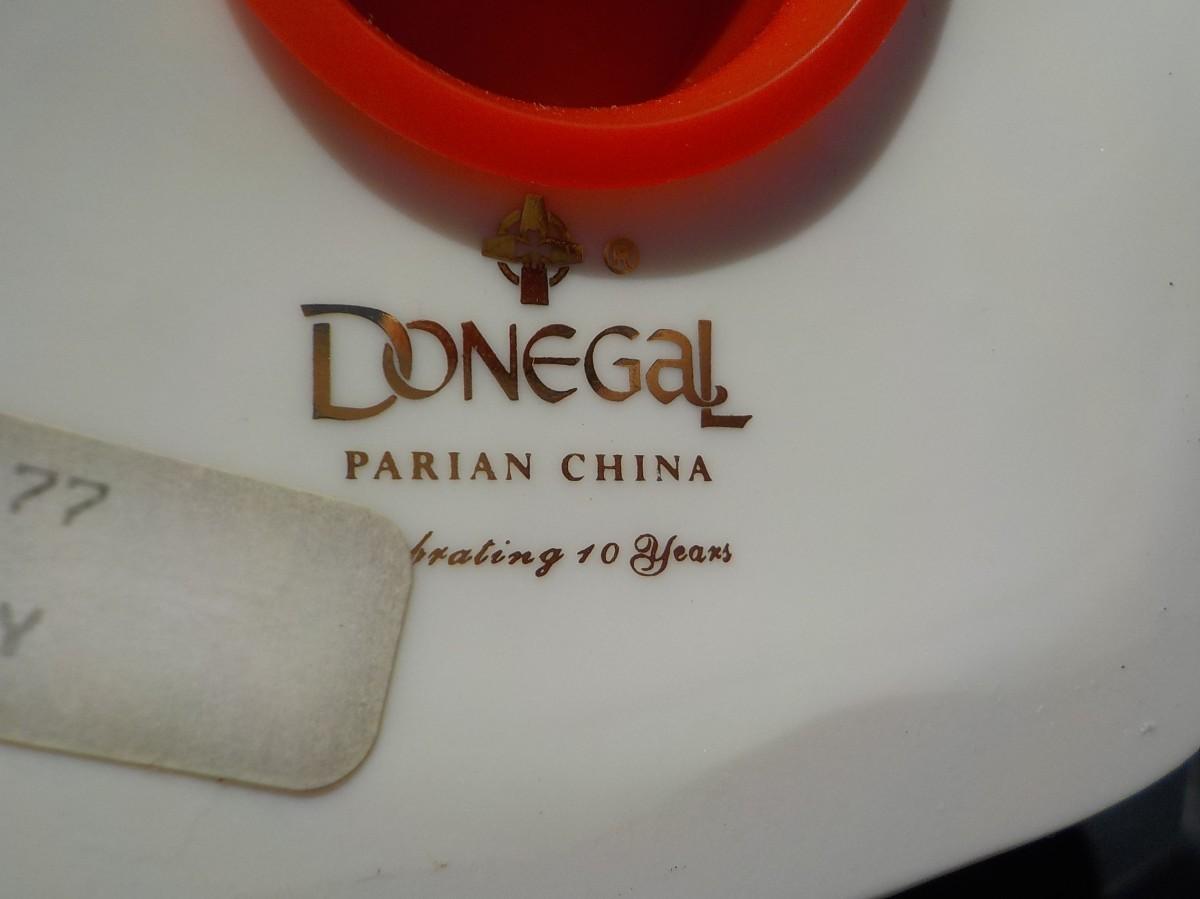 ®
DONEGAL
PARIAN CHINA
brating 10 Years
77
Y